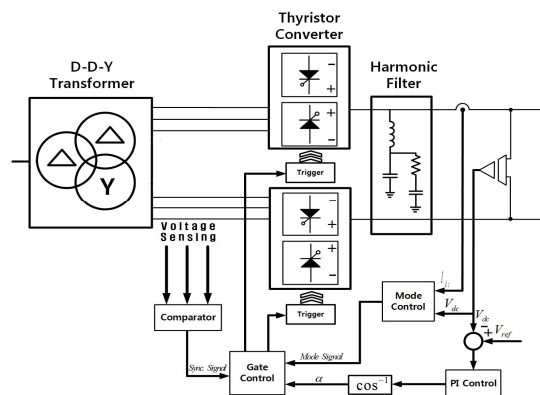 Thyristor
Converter
D-D-Y
Transformer
Harmonic
Filter
−
+
+
−
Δ
Δ
Y
Trigger
Voltage
Sensing
−
+
+
−
Trigger
Comparator
Mode
Control
V_dc
V_dc
− + V_ref
Sync. Signal
Gate
Control
Mode Signal
α
cos⁻¹
PI Control